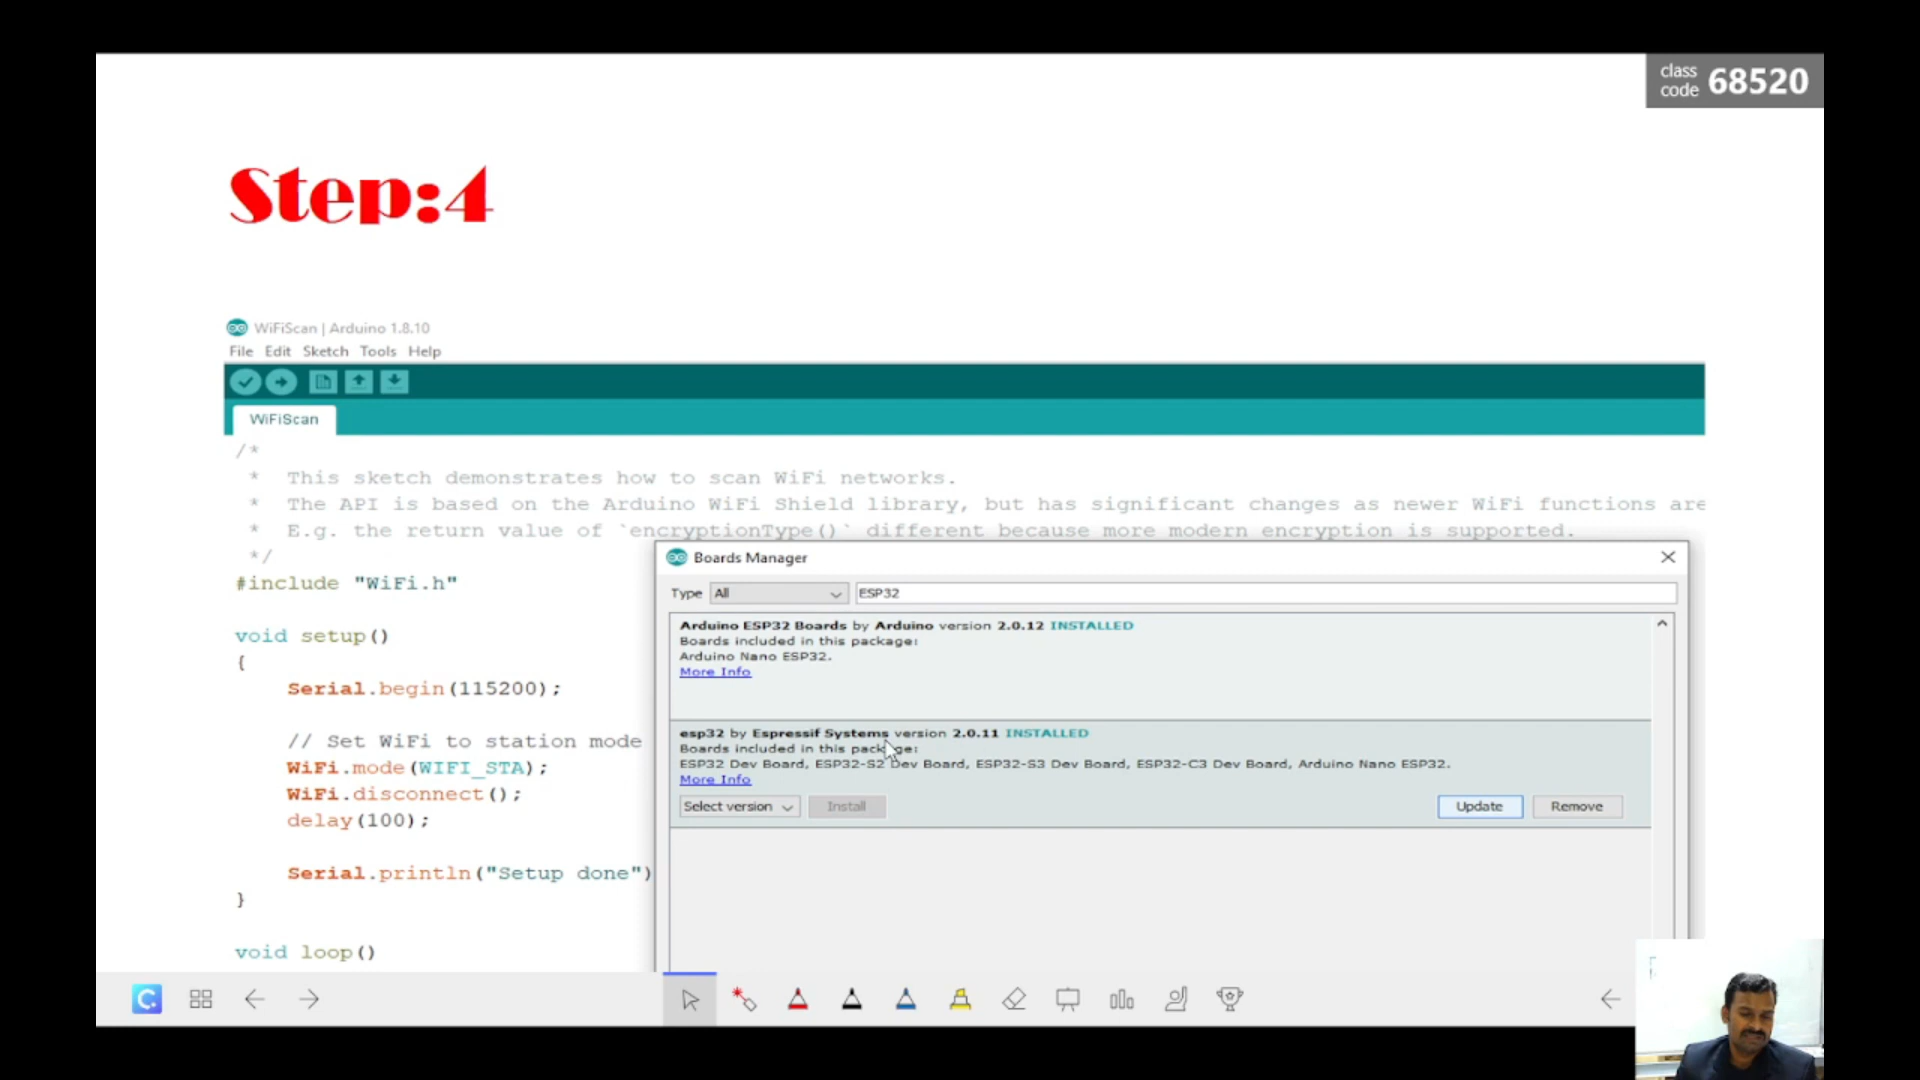 class
code 68520
Step:4
WiFiScan | Arduino 1.8.10
File Edit Sketch Tools Help
WiFiScan
/*
* This sketch demonstrates how to scan WiFi networks.
* The API is based on the Arduino WiFi Shield library, but has significant changes as newer WiFi functions are
* E.g. the return value of `encryptionType()` different because more modern encryption is supported.
*/
#include "WiFi.h"
void setup()
{
Serial.begin(115200);
// Set WiFi to station mode
WiFi.mode(WIFI_STA);
WiFi.disconnect();
delay(100);
Serial.println("Setup done")
}
void loop()
Boards Manager
Type All ESP32
Arduino ESP32 Boards by Arduino version 2.0.12 INSTALLED
Boards included in this package:
Arduino Nano ESP32.
More Info
esp32 by Espressif Systems version 2.0.11 INSTALLED
Boards included in this package:
ESP32 Dev Board, ESP32-S2 Dev Board, ESP32-S3 Dev Board, ESP32-C3 Dev Board, Arduino Nano ESP32.
More Info
Select version Install Update Remove